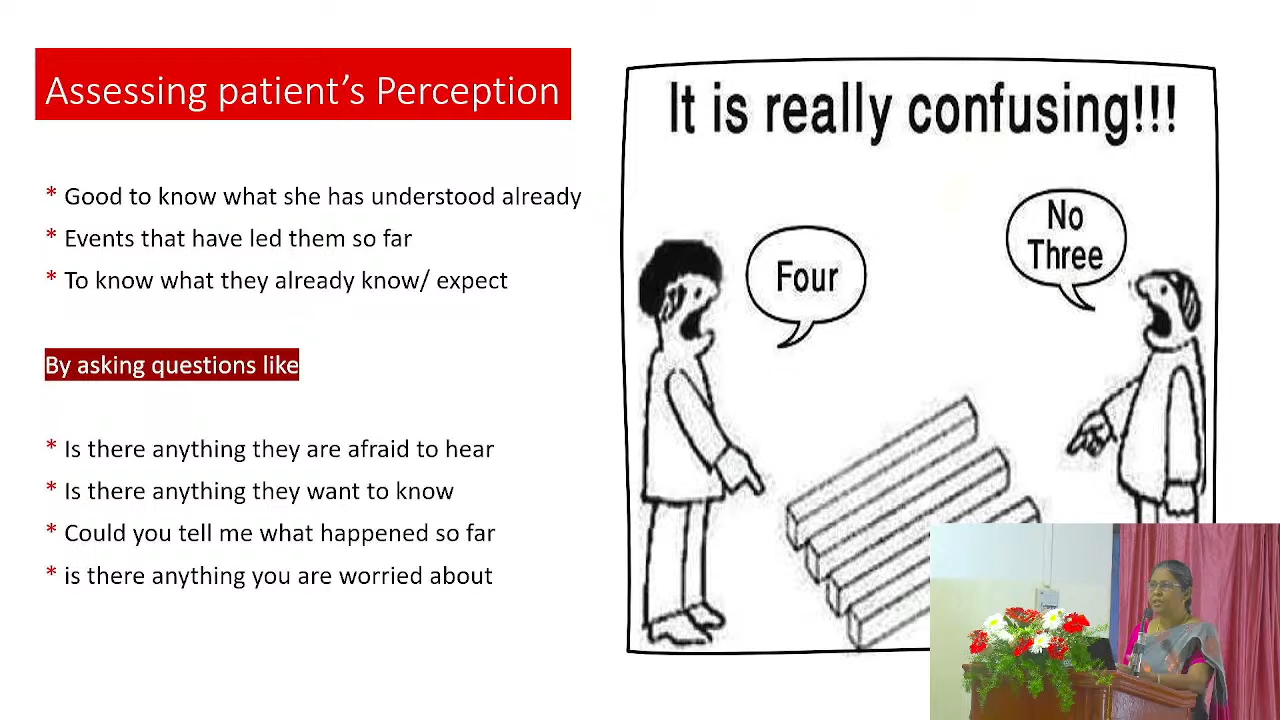 Assessing patient's Perception
* Good to know what she has understood already
* Events that have led them so far
* To know what they already know/ expect
By asking questions like
* Is there anything they are afraid to hear
* Is there anything they want to know
* Could you tell me what happened so far
* is there anything you are worried about
It is really confusing!!!
Four
No
Three